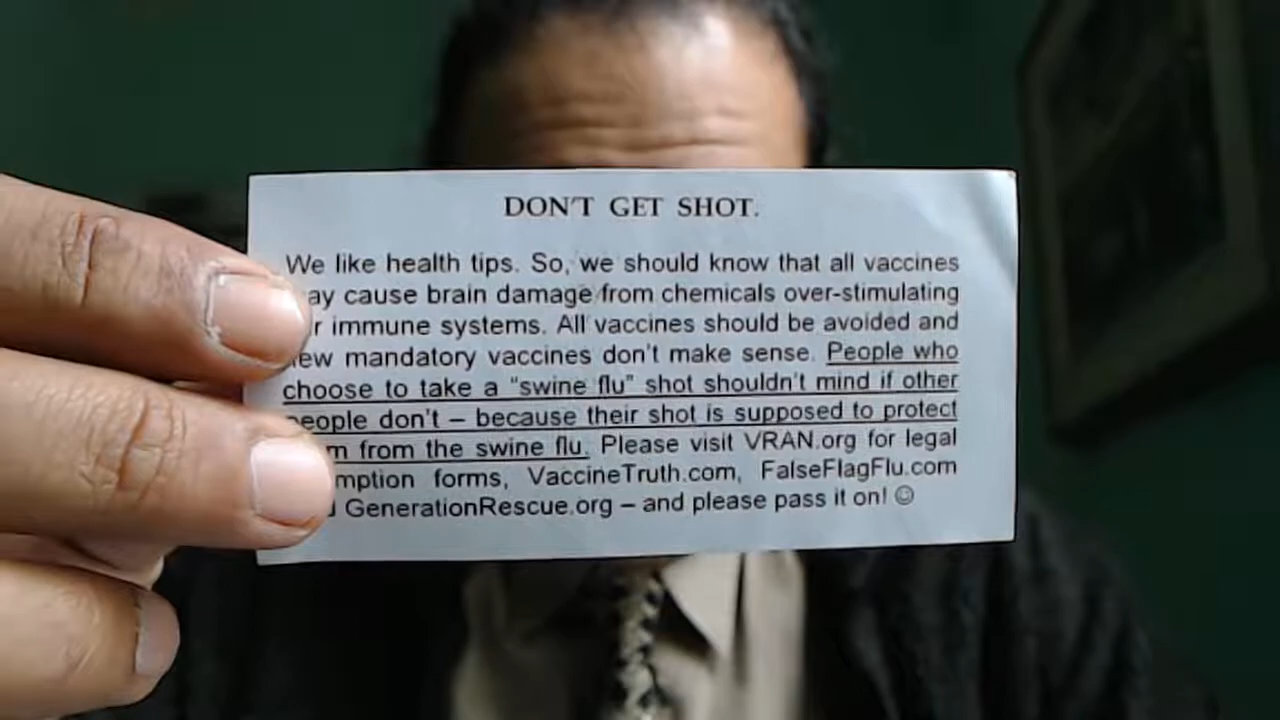 DON'T GET SHOT.
We like health tips. So, we should know that all vaccines
ay cause brain damage from chemicals over-stimulating
r immune systems. All vaccines should be avoided and
ew mandatory vaccines don't make sense. People who
choose to take a "swine flu" shot shouldn't mind if other
people don't – because their shot is supposed to protect
m from the swine flu. Please visit VRAN.org for legal
mption forms, VaccineTruth.com, FalseFlagFlu.com
GenerationRescue.org – and please pass it on! ☺